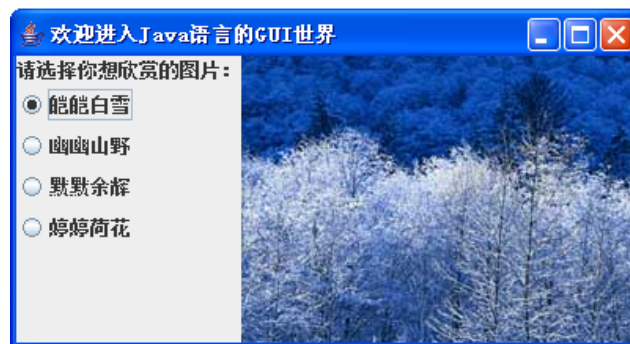 欢迎进入Java语言的GUI世界
请选择你想欣赏的图片：
皑皑白雪
幽幽山野
默默余辉
婷婷荷花